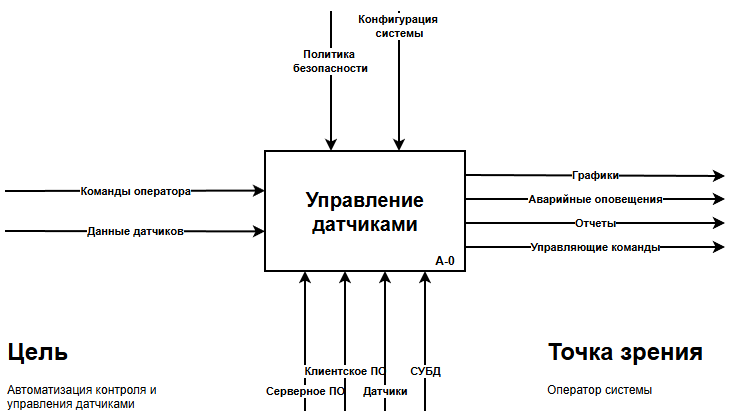 Конфигурация
системы
Политика
безопасности
Команды оператора
Данные датчиков
Управление
датчиками
A-0
Графики
Аварийные оповещения
Отчеты
Управляющие команды
Клиентское ПО
СУБД
Серверное ПО
Датчики
Цель
Автоматизация контроля и
управления датчиками
Точка зрения
Оператор системы